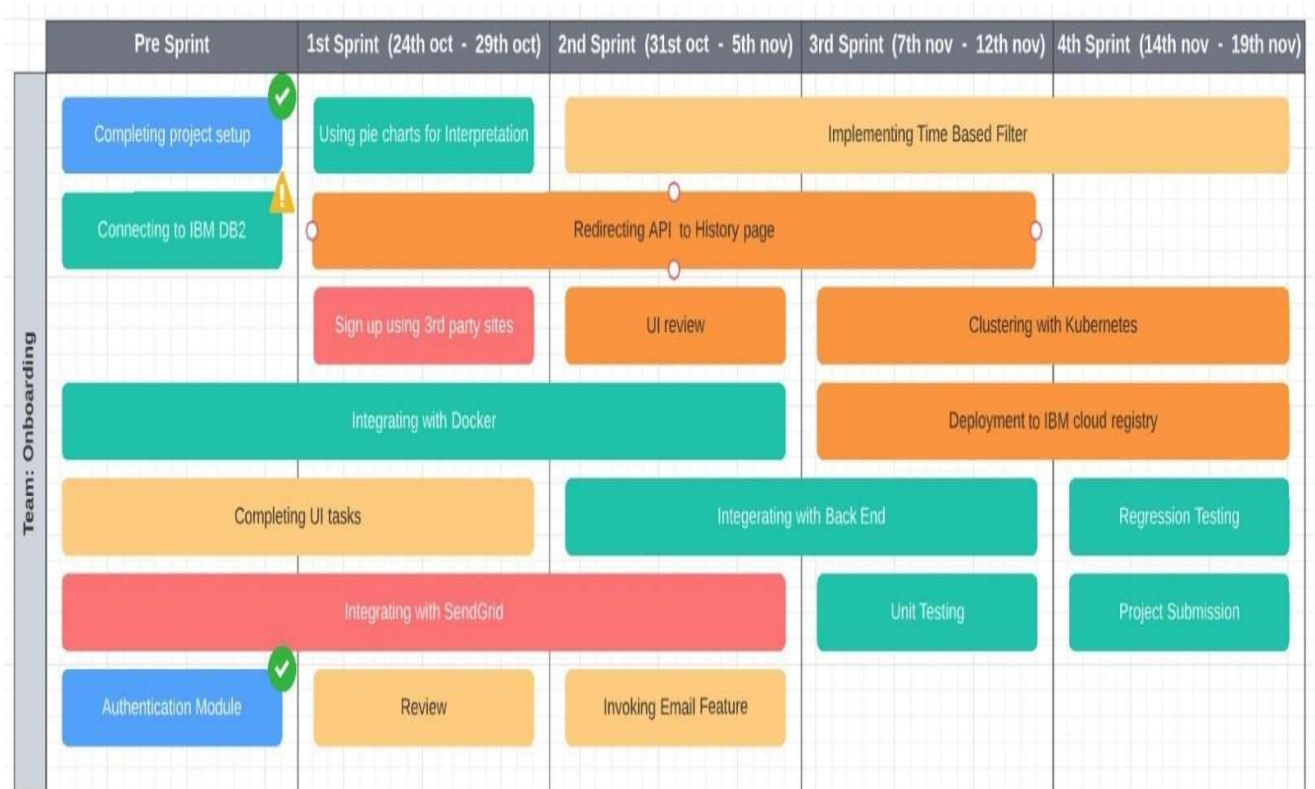 Pre Sprint
1st Sprint (24th oct - 29th oct)
2nd Sprint (31st oct - 5th nov)
3rd Sprint (7th nov - 12th nov)
4th Sprint (14th nov - 19th nov)
Team: Onboarding
Completing project setup
Using pie charts for Interpretation
Implementing Time Based Filter
Connecting to IBM DB2
Redirecting API to History page
Sign up using 3rd party sites
UI review
Clustering with Kubernetes
Integrating with Docker
Deployment to IBM cloud registry
Completing UI tasks
Integerating with Back End
Regression Testing
Integrating with SendGrid
Unit Testing
Project Submission
Authentication Module
Review
Invoking Email Feature